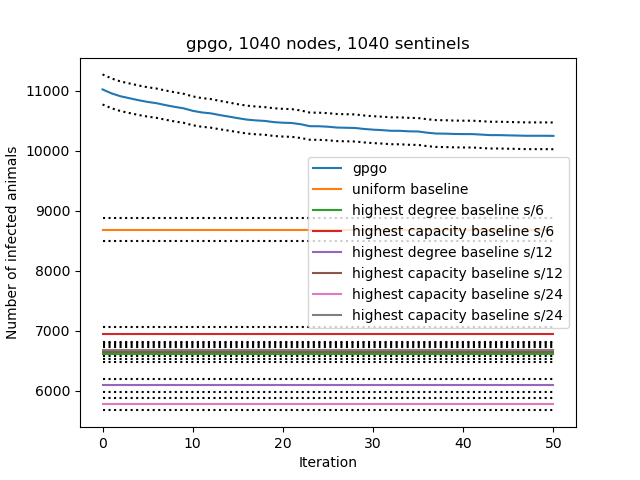 gpgo, 1040 nodes, 1040 sentinels
Number of infected animals
11000
10000
9000
8000
7000
6000
gpgo
uniform baseline
highest degree baseline s/6
highest capacity baseline s/6
highest degree baseline s/12
highest capacity baseline s/12
highest capacity baseline s/24
highest capacity baseline s/24
0
10
20
30
40
50
Iteration